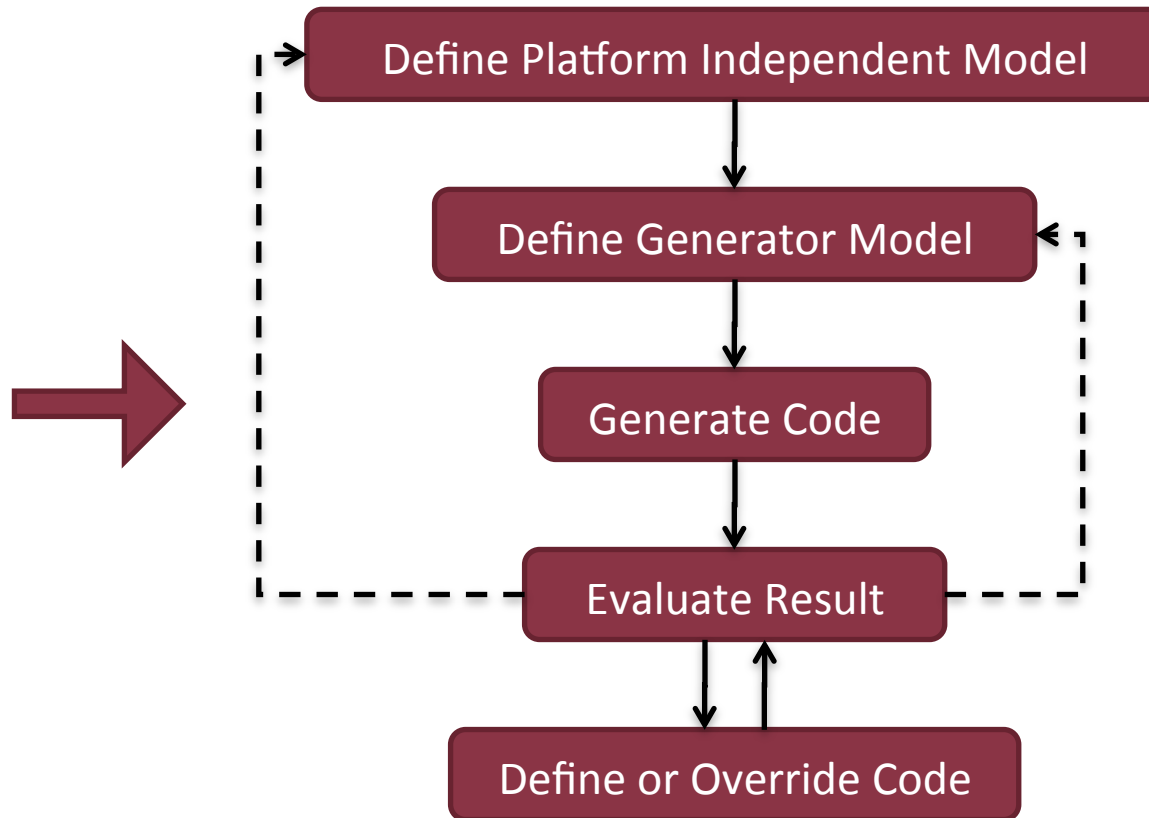 Define Platform Independent Model
Define Generator Model
Generate Code
Evaluate Result
Define or Override Code